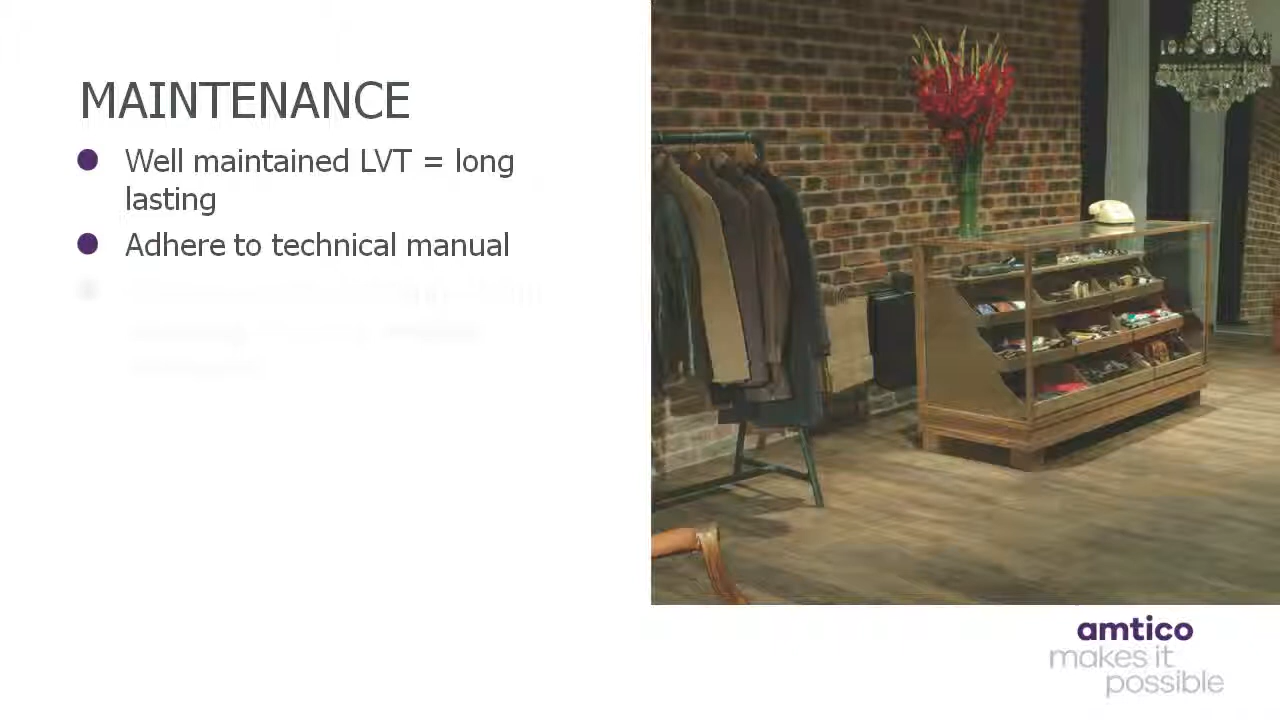 MAINTENANCE
Well maintained LVT = long
lasting
Adhere to technical manual
amtico
makes it
possible